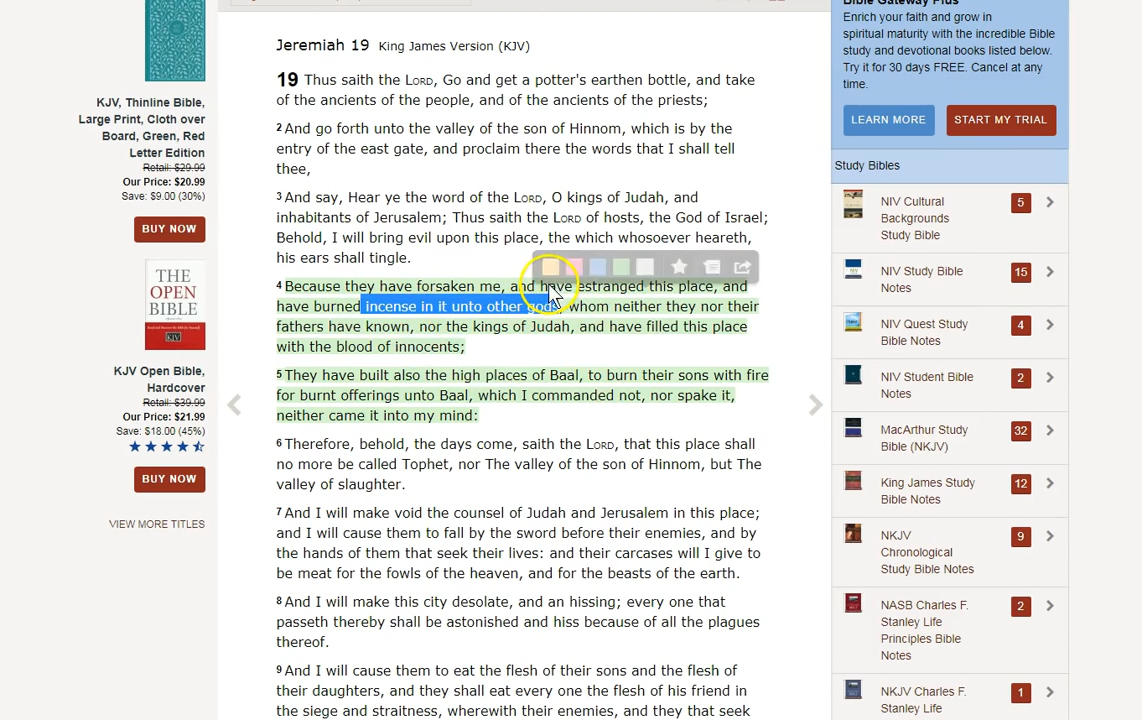 KJV, Thinline Bible,
Large Print, Cloth over
Board, Green, Red
Letter Edition
Retail: $29.99
Our Price: $20.99
Save: $9.00 (30%)
BUY NOW
THE
OPEN
BIBLE
KJV Open Bible,
Hardcover
Retail: $39.99
Our Price: $21.99
Save: $18.00 (45%)
BUY NOW
VIEW MORE TITLES
Jeremiah 19 King James Version (KJV)
19 Thus saith the LORD, Go and get a potter's earthen bottle, and take
of the ancients of the people, and of the ancients of the priests;
2 And go forth unto the valley of the son of Hinnom, which is by the
entry of the east gate, and proclaim there the words that I shall tell
thee,
3 And say, Hear ye the word of the LORD, O kings of Judah, and
inhabitants of Jerusalem; Thus saith the LORD of hosts, the God of Israel;
Behold, I will bring evil upon this place, the which whosoever heareth,
his ears shall tingle.
4 Because they have forsaken me, and have estranged this place, and
have burned incense in it unto other gods, whom neither they nor their
fathers have known, nor the kings of Judah, and have filled this place
with the blood of innocents;
5 They have built also the high places of Baal, to burn their sons with fire
for burnt offerings unto Baal, which I commanded not, nor spake it,
neither came it into my mind:
6 Therefore, behold, the days come, saith the LORD, that this place shall
no more be called Tophet, nor The valley of the son of Hinnom, but The
valley of slaughter.
7 And I will make void the counsel of Judah and Jerusalem in this place;
and I will cause them to fall by the sword before their enemies, and by
the hands of them that seek their lives: and their carcases will I give to
be meat for the fowls of the heaven, and for the beasts of the earth.
8 And I will make this city desolate, and an hissing; every one that
passeth thereby shall be astonished and hiss because of all the plagues
thereof.
9 And I will cause them to eat the flesh of their sons and the flesh of
their daughters, and they shall eat every one the flesh of his friend in
the siege and straitness, wherewith their enemies, and they that seek
Bible Gateway Plus
Enrich your faith and grow in
spiritual maturity with the incredible Bible
study and devotional books listed below.
Try it for 30 days FREE. Cancel at any
time.
LEARN MORE
START MY TRIAL
Study Bibles
NIV Cultural
Backgrounds
Study Bible
5
NIV Study Bible
Notes
15
NIV Quest Study
Bible Notes
4
NIV Student Bible
Notes
2
MacArthur Study
Bible (NKJV)
32
King James Study
Bible Notes
12
NKJV
Chronological
Study Bible Notes
9
NASB Charles F.
Stanley Life
Principles Bible
Notes
2
NKJV Charles F.
Stanley Life
1